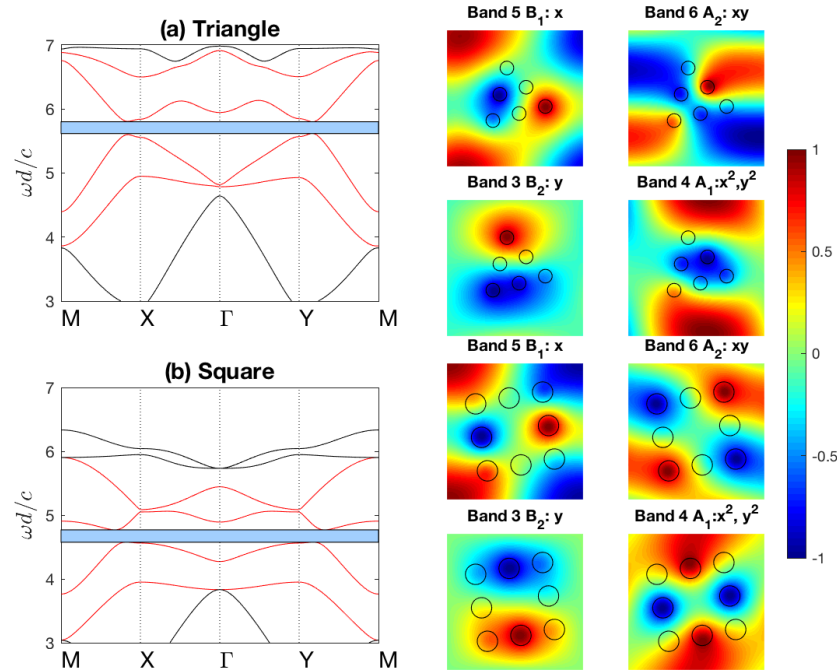 (a) Triangle
7
6
5
4
3
ωd/c
M X Γ Y M
(b) Square
7
6
5
4
3
ωd/c
M X Γ Y M
Band 5 B₁: x
Band 6 A₂: xy
Band 3 B₂: y
Band 4 A₁:x²,y²
Band 5 B₁: x
Band 6 A₂: xy
Band 3 B₂: y
Band 4 A₁:x², y²
1
0.5
0
-0.5
-1